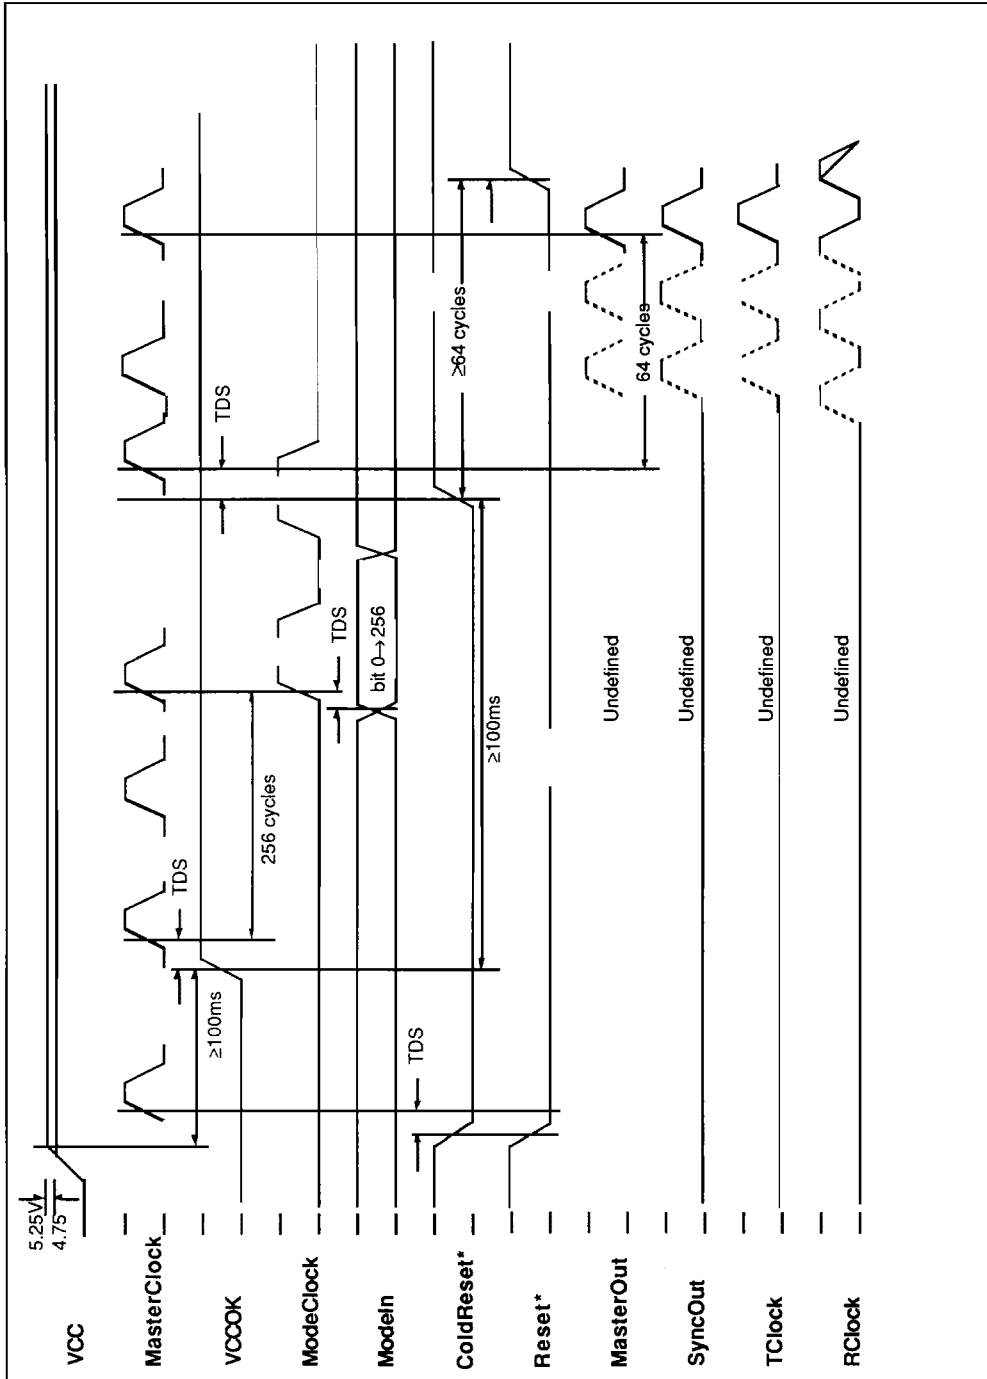 5.25V
4.75
VCC
MasterClock
TDS
≥100ms
VCCOK
256 cycles
TDS
ModeClock
TDS
ModeIn
bit 0→256
TDS
≥100ms
≥64 cycles
ColdReset*
Reset*
MasterOut
Undefined
64 cycles
SyncOut
Undefined
TClock
Undefined
RClock
Undefined